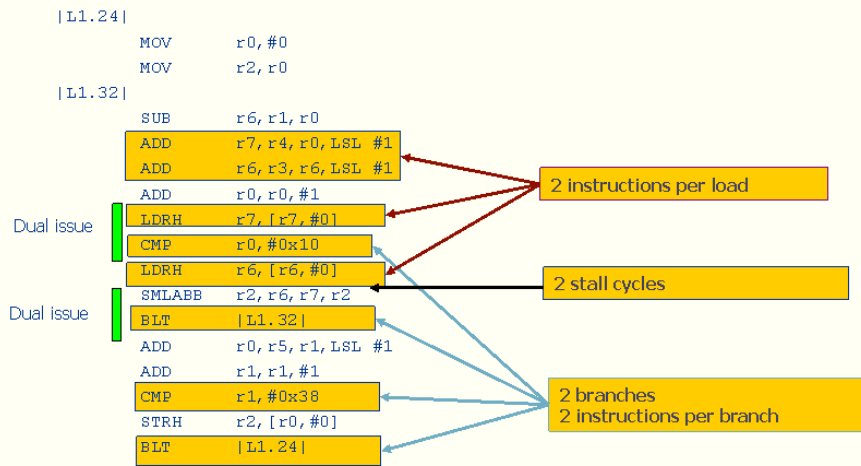 |L1.24|
MOV r0,#0
MOV r2,r0
|L1.32|
SUB r6,r1,r0
ADD r7,r4,r0,LSL #1
ADD r6,r3,r6,LSL #1
ADD r0,r0,#1
LDRH r7,[r7,#0]
CMP r0,#0x10
LDRH r6,[r6,#0]
SMLABB r2,r6,r7,r2
BLT |L1.32|
ADD r0,r5,r1,LSL #1
ADD r1,r1,#1
CMP r1,#0x38
STRH r2,[r0,#0]
BLT |L1.24|
Dual issue
Dual issue
2 instructions per load
2 stall cycles
2 branches
2 instructions per branch